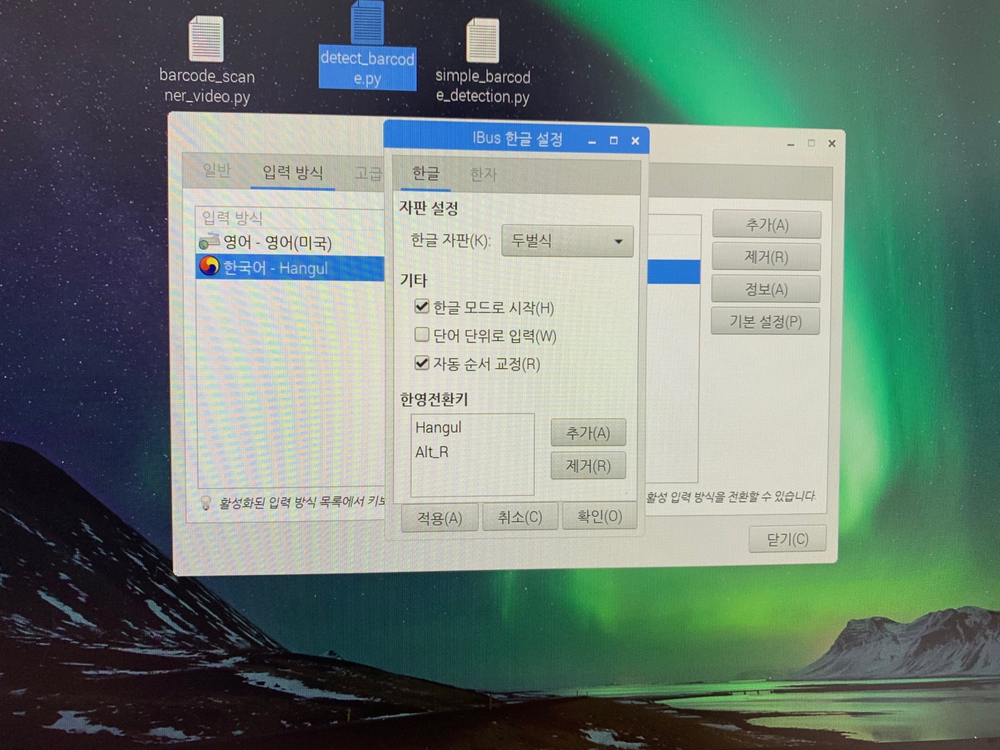 barcode_scan
ner_video.py
detect_barcod
e.py
simple_barcod
e_detection.py
IBus 한글 설정
일반
입력 방식
고급
한글
한자
입력 방식
영어 - 영어(미국)
한국어 - Hangul
자판 설정
한글 자판(K):
두벌식
기타
한글 모드로 시작(H)
단어 단위로 입력(W)
자동 순서 교정(R)
한영전환키
Hangul
Alt_R
추가(A)
제거(R)
적용(A)
취소(C)
확인(O)
추가(A)
제거(R)
정보(A)
기본 설정(P)
활성화된 입력 방식 목록에서 키보
활성 입력 방식을 전환할 수 있습니다.
닫기(C)